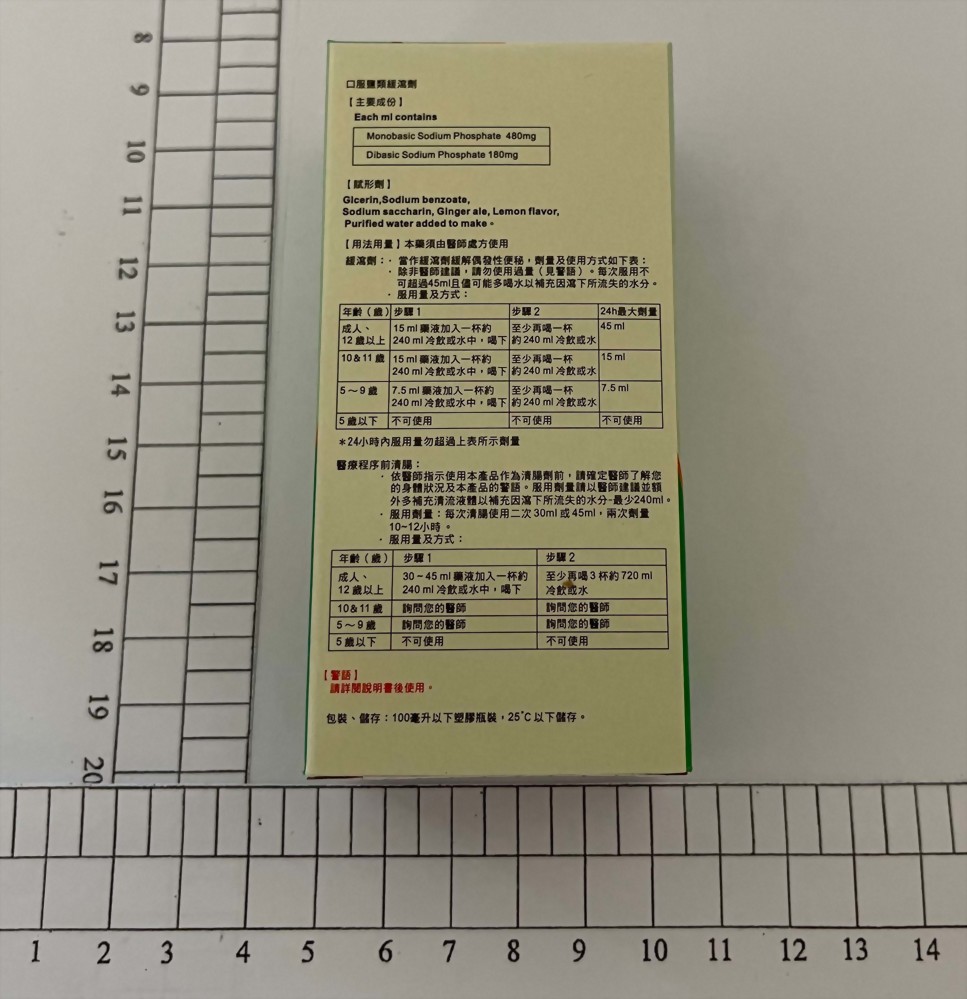 口服鹽類緩瀉劑
【主要成份】
Each ml contains
Monobasic Sodium Phosphate 480mg
Dibasic Sodium Phosphate 180mg
【賦形劑】
Glcerin,Sodium benzoate,
Sodium saccharin, Ginger ale, Lemon flavor,
Purified water added to make。
【用法用量】本藥須由醫師處方使用
緩瀉劑：· 當作緩瀉劑緩解偶發性便秘，劑量及使用方式如下表：
· 除非醫師建議，請勿使用過量（見警語）。每次服用不
可超過45ml且儘可能多喝水以補充因瀉下所流失的水分。
· 服用量及方式：
年齡（歲） 步驟1 步驟2 24h最大劑量
成人、 15 ml 藥液加入一杯約 至少再喝一杯 45 ml
12 歲以上 240 ml 冷飲或水中，喝下 約 240 ml 冷飲或水
10&11 歲 15 ml 藥液加入一杯約 至少再喝一杯 15 ml
240 ml 冷飲或水中，喝下 約 240 ml 冷飲或水
5～9 歲 7.5 ml 藥液加入一杯約 至少再喝一杯 7.5 ml
240 ml 冷飲或水中，喝下 約 240 ml 冷飲或水
5 歲以下 不可使用 不可使用 不可使用
＊24小時內服用量勿超過上表所示劑量
醫療程序前清腸：
· 依醫師指示使用本產品作為清腸劑前，請確定醫師了解您
的身體狀況及本產品的警語。服用劑量請以醫師建議並額
外多補充清流液體以補充因瀉下所流失的水分-最少240ml。
· 服用劑量：每次清腸使用二次 30ml 或 45ml，兩次劑量
10~12小時。
· 服用量及方式：
年齡（歲） 步驟1 步驟2
成人、 30～45 ml 藥液加入一杯約 至少再喝3 杯約 720 ml
12 歲以上 240 ml 冷飲或水中，喝下 冷飲或水
10&11 歲 詢問您的醫師 詢問您的醫師
5～9 歲 詢問您的醫師 詢問您的醫師
5 歲以下 不可使用 不可使用
【警語】
請詳閱說明書後使用。
包裝、儲存：100毫升以下塑膠瓶裝，25˚C 以下儲存。
8
9
10
11
12
13
14
15
16
17
18
19
20
1 2 3 4 5 6 7 8 9 10 11 12 13 14